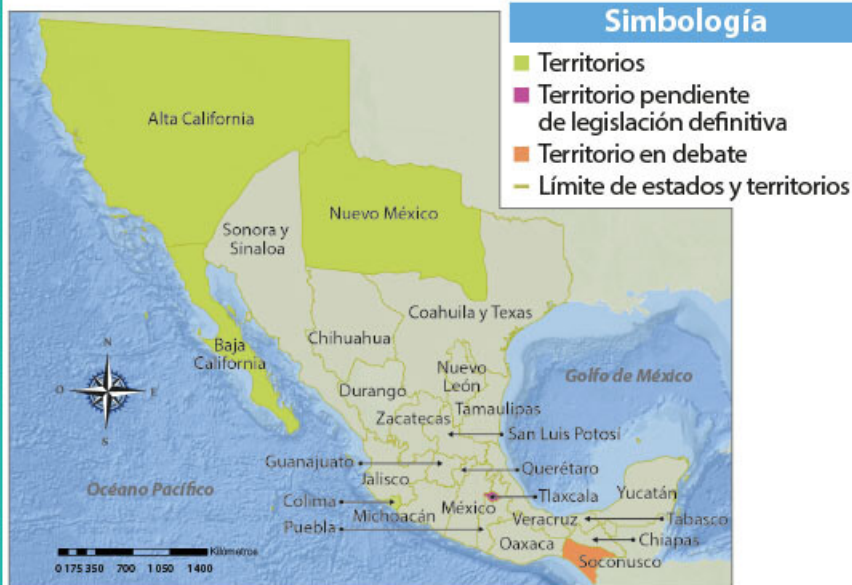 Simbología
Territorios
Territorio pendiente
de legislación definitiva
Territorio en debate
Límite de estados y territorios
Alta California
Nuevo México
Sonora y
Sinaloa
Coahuila y Texas
Chihuahua
Baja
California
N
O
E
S
Nuevo
León
Golfo de México
Durango
Tamaulipas
Zacatecas
San Luis Potosí
Guanajuato
Querétaro
Jalisco
Océano Pacífico
Tlaxcala
Yucatán
Colima
México
Michoacán
Veracruz
Tabasco
Puebla
Oaxaca
Chiapas
Soconusco
Kilómetros
0 175 350 700 1 050 1 400